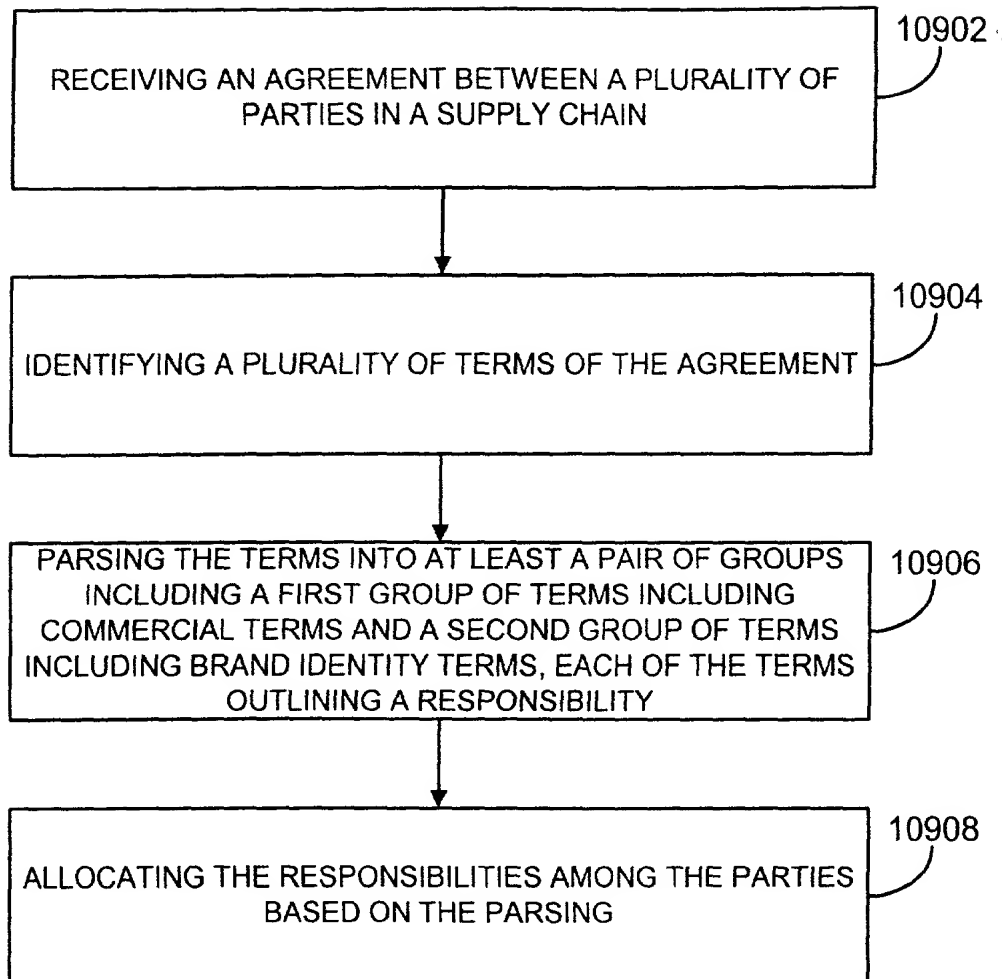 10902
RECEIVING AN AGREEMENT BETWEEN A PLURALITY OF
PARTIES IN A SUPPLY CHAIN
10904
IDENTIFYING A PLURALITY OF TERMS OF THE AGREEMENT
10906
PARSING THE TERMS INTO AT LEAST A PAIR OF GROUPS
INCLUDING A FIRST GROUP OF TERMS INCLUDING
COMMERCIAL TERMS AND A SECOND GROUP OF TERMS
INCLUDING BRAND IDENTITY TERMS, EACH OF THE TERMS
OUTLINING A RESPONSIBILITY
10908
ALLOCATING THE RESPONSIBILITIES AMONG THE PARTIES
BASED ON THE PARSING